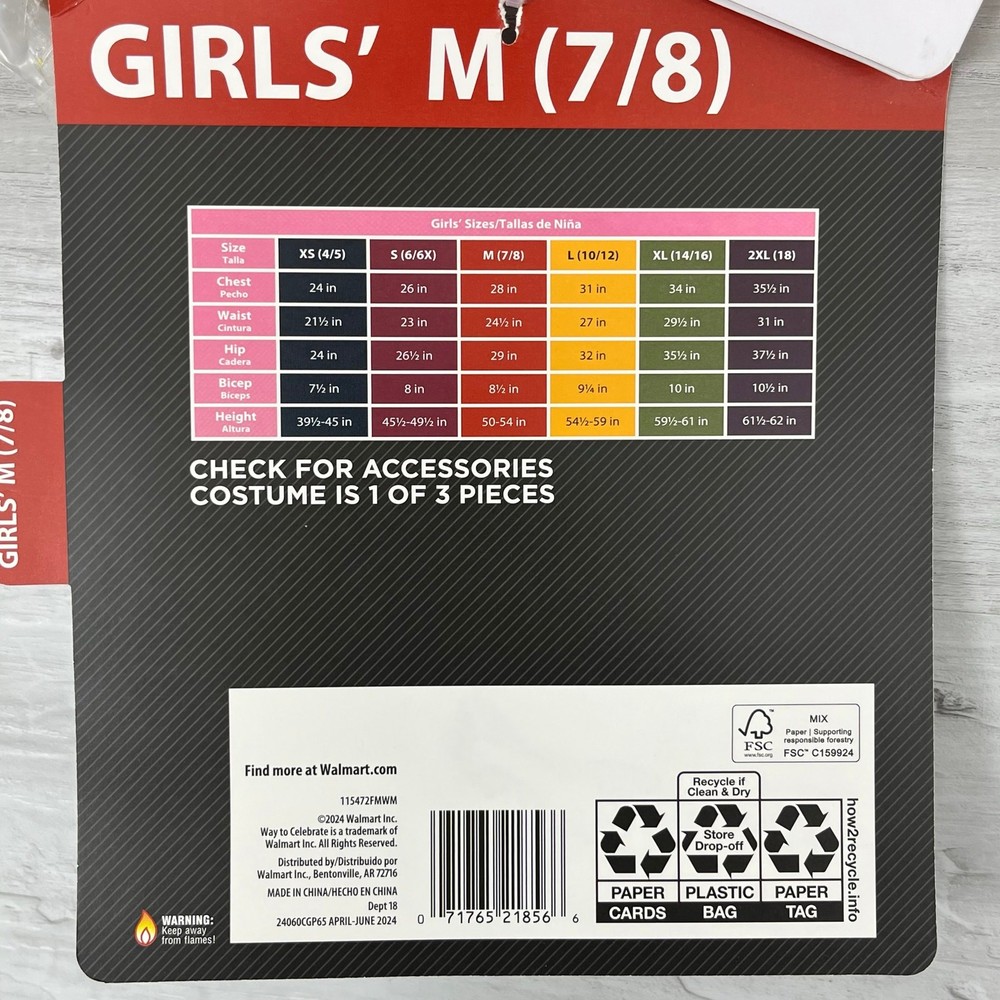 GIRLS' M (7/8)
Girls' Sizes/Tallas de Niña
Size XS (4/5) S (6/6X) M (7/8) L (10/12) XL (14/16) 2XL (18)
Talla
Chest 24 in 26 in 28 in 31 in 34 in 35½ in
Pecho
Waist 21½ in 23 in 24½ in 27 in 29½ in 31 in
Cintura
Hip 24 in 26½ in 29 in 32 in 35½ in 37½ in
Cadera
Bicep 7½ in 8 in 8½ in 9¼ in 10 in 10½ in
Biceps
Height 39½-45 in 45½-49½ in 50-54 in 54½-59 in 59½-61 in 61½-62 in
Altura
CHECK FOR ACCESSORIES
COSTUME IS 1 OF 3 PIECES
GIRLS' M (7/8)
Find more at Walmart.com
115472FMWM
©2024 Walmart Inc.
Way to Celebrate is a trademark of
Walmart Inc. All Rights Reserved.
Distributed by/Distribuido por
Walmart Inc., Bentonville, AR 72716
MADE IN CHINA/HECHO EN CHINA
Dept 18
24060CGP65 APRIL-JUNE 2024
0 71765 21856 6
FSC™
www.fsc.org
MIX
Paper | Supporting
responsible forestry
FSC™ C159924
Recycle if
Clean & Dry
Store
Drop-off
PAPER PLASTIC PAPER
CARDS BAG TAG
how2recycle.info
WARNING:
Keep away
from flames!